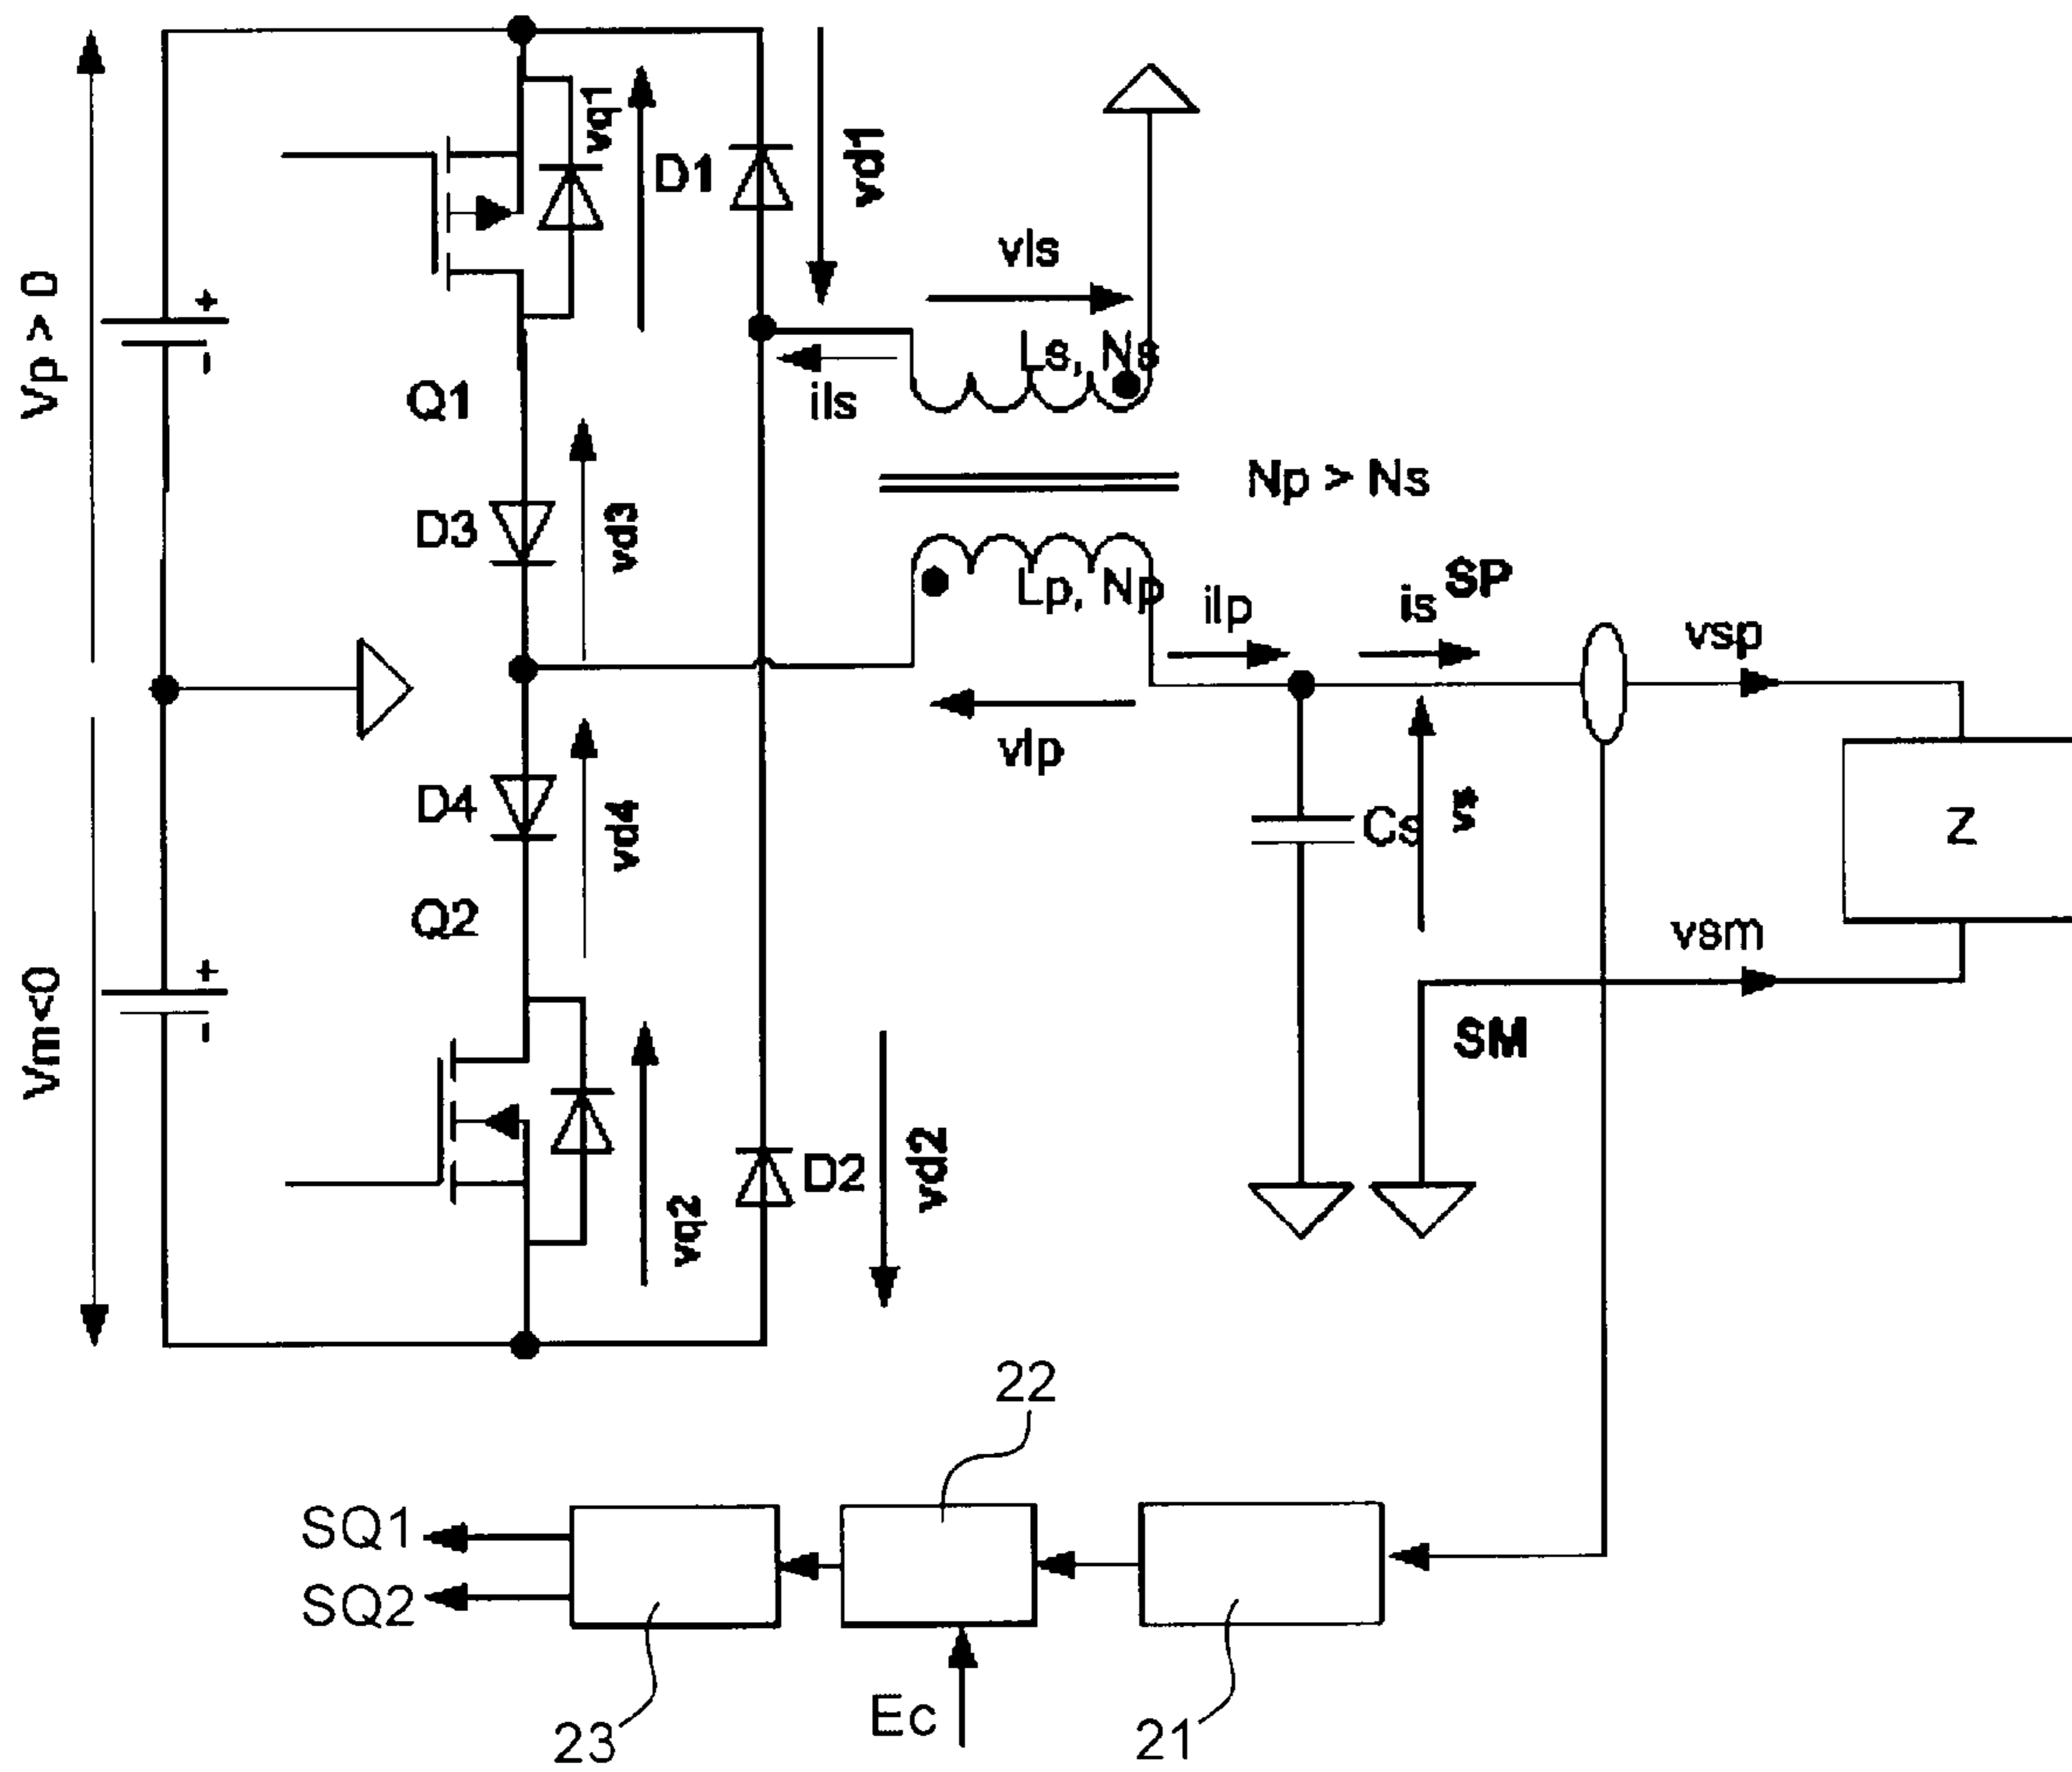 Vp > 0
+
–
vq1
D1
vd1
vls
Ls, Ns
ils
Q1
Np > Ns
D3
vd3
Lp, Np
ilp
is
SP
vsp
vlp
D4
vd4
Cs
Z
Q2
vsm
SM
Vm<0
+
–
vq2
D2
vd2
22
SQ1
SQ2
Ec
23
21